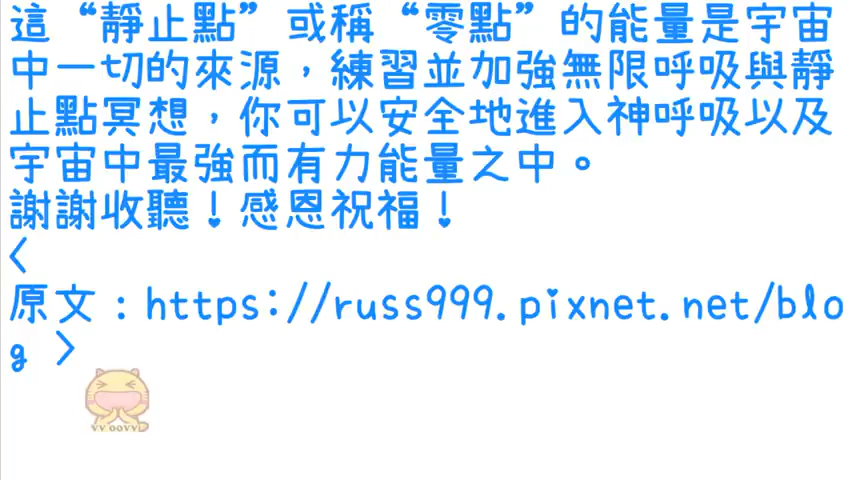 這“靜止點”或稱“零點”的能量是宇宙
中一切的來源，練習並加強無限呼吸與靜
止點冥想，你可以安全地進入神呼吸以及
宇宙中最強而有力能量之中。
謝謝收聽！感恩祝福！
<
原文：https://russ999.pixnet.net/blo
g >
vv oovv